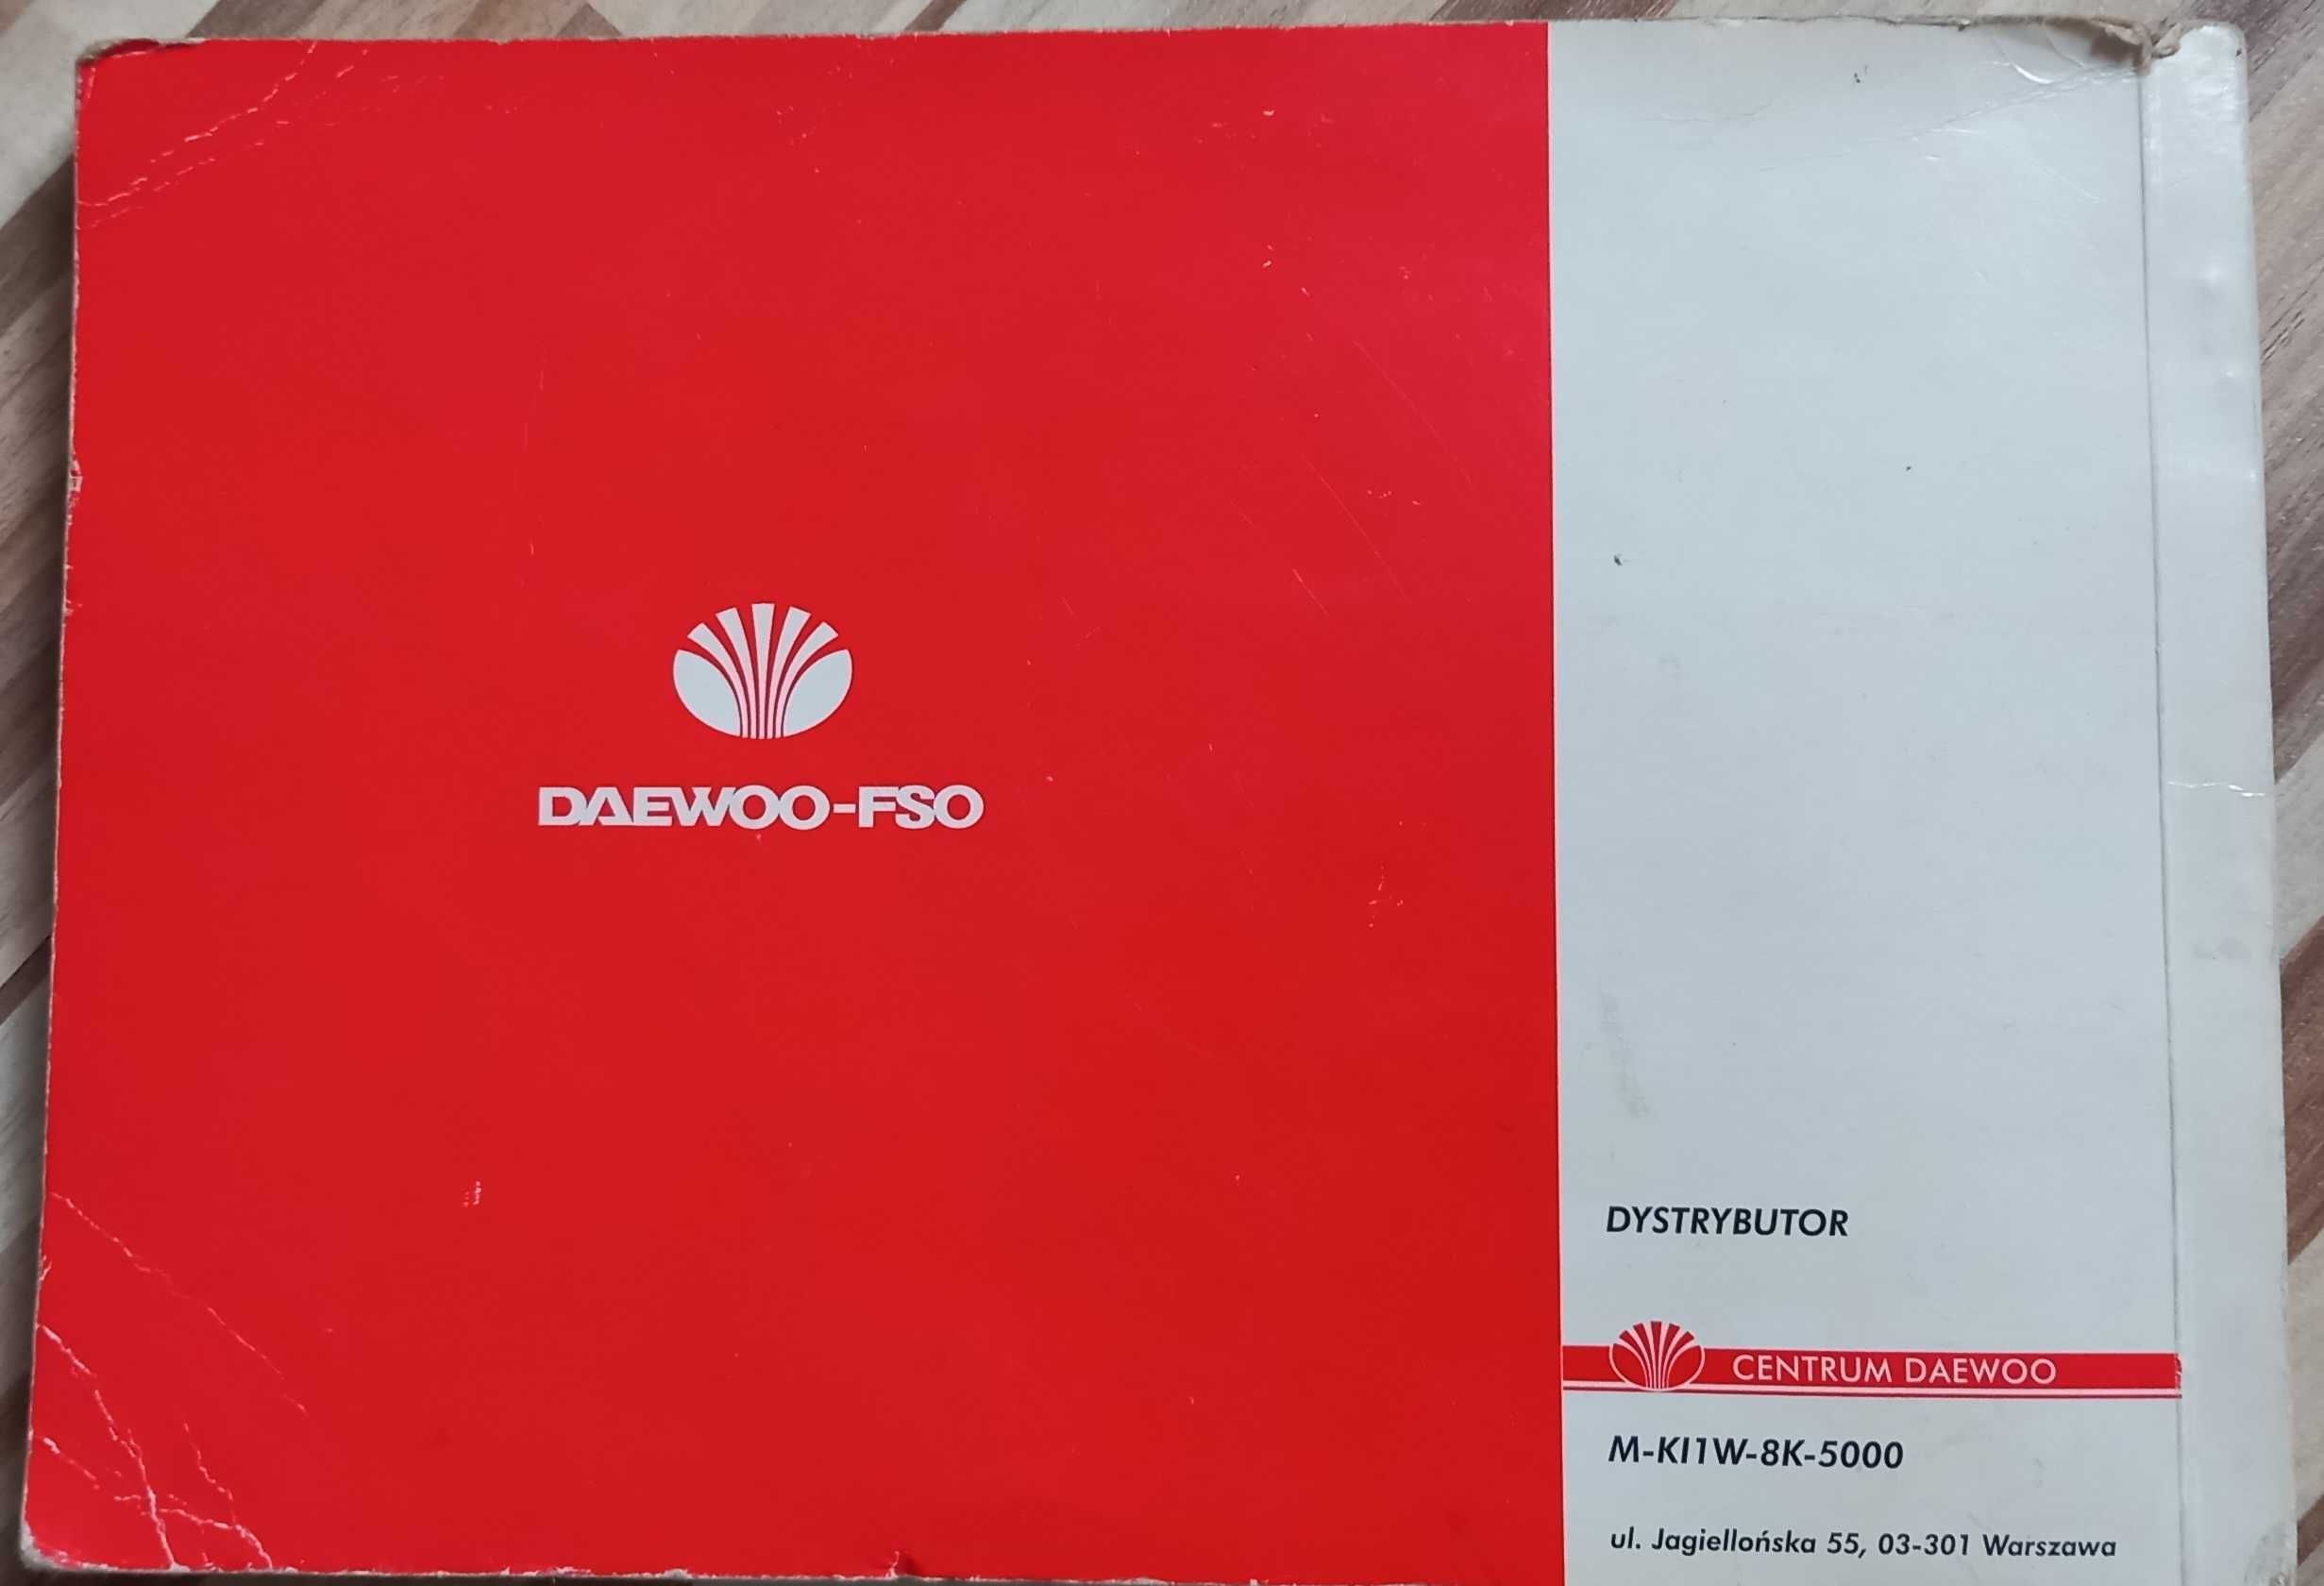 DAEWOO-FSO
DYSTRYBUTOR
CENTRUM DAEWOO
M-KI1W-8K-5000
ul. Jagiellońska 55, 03-301 Warszawa